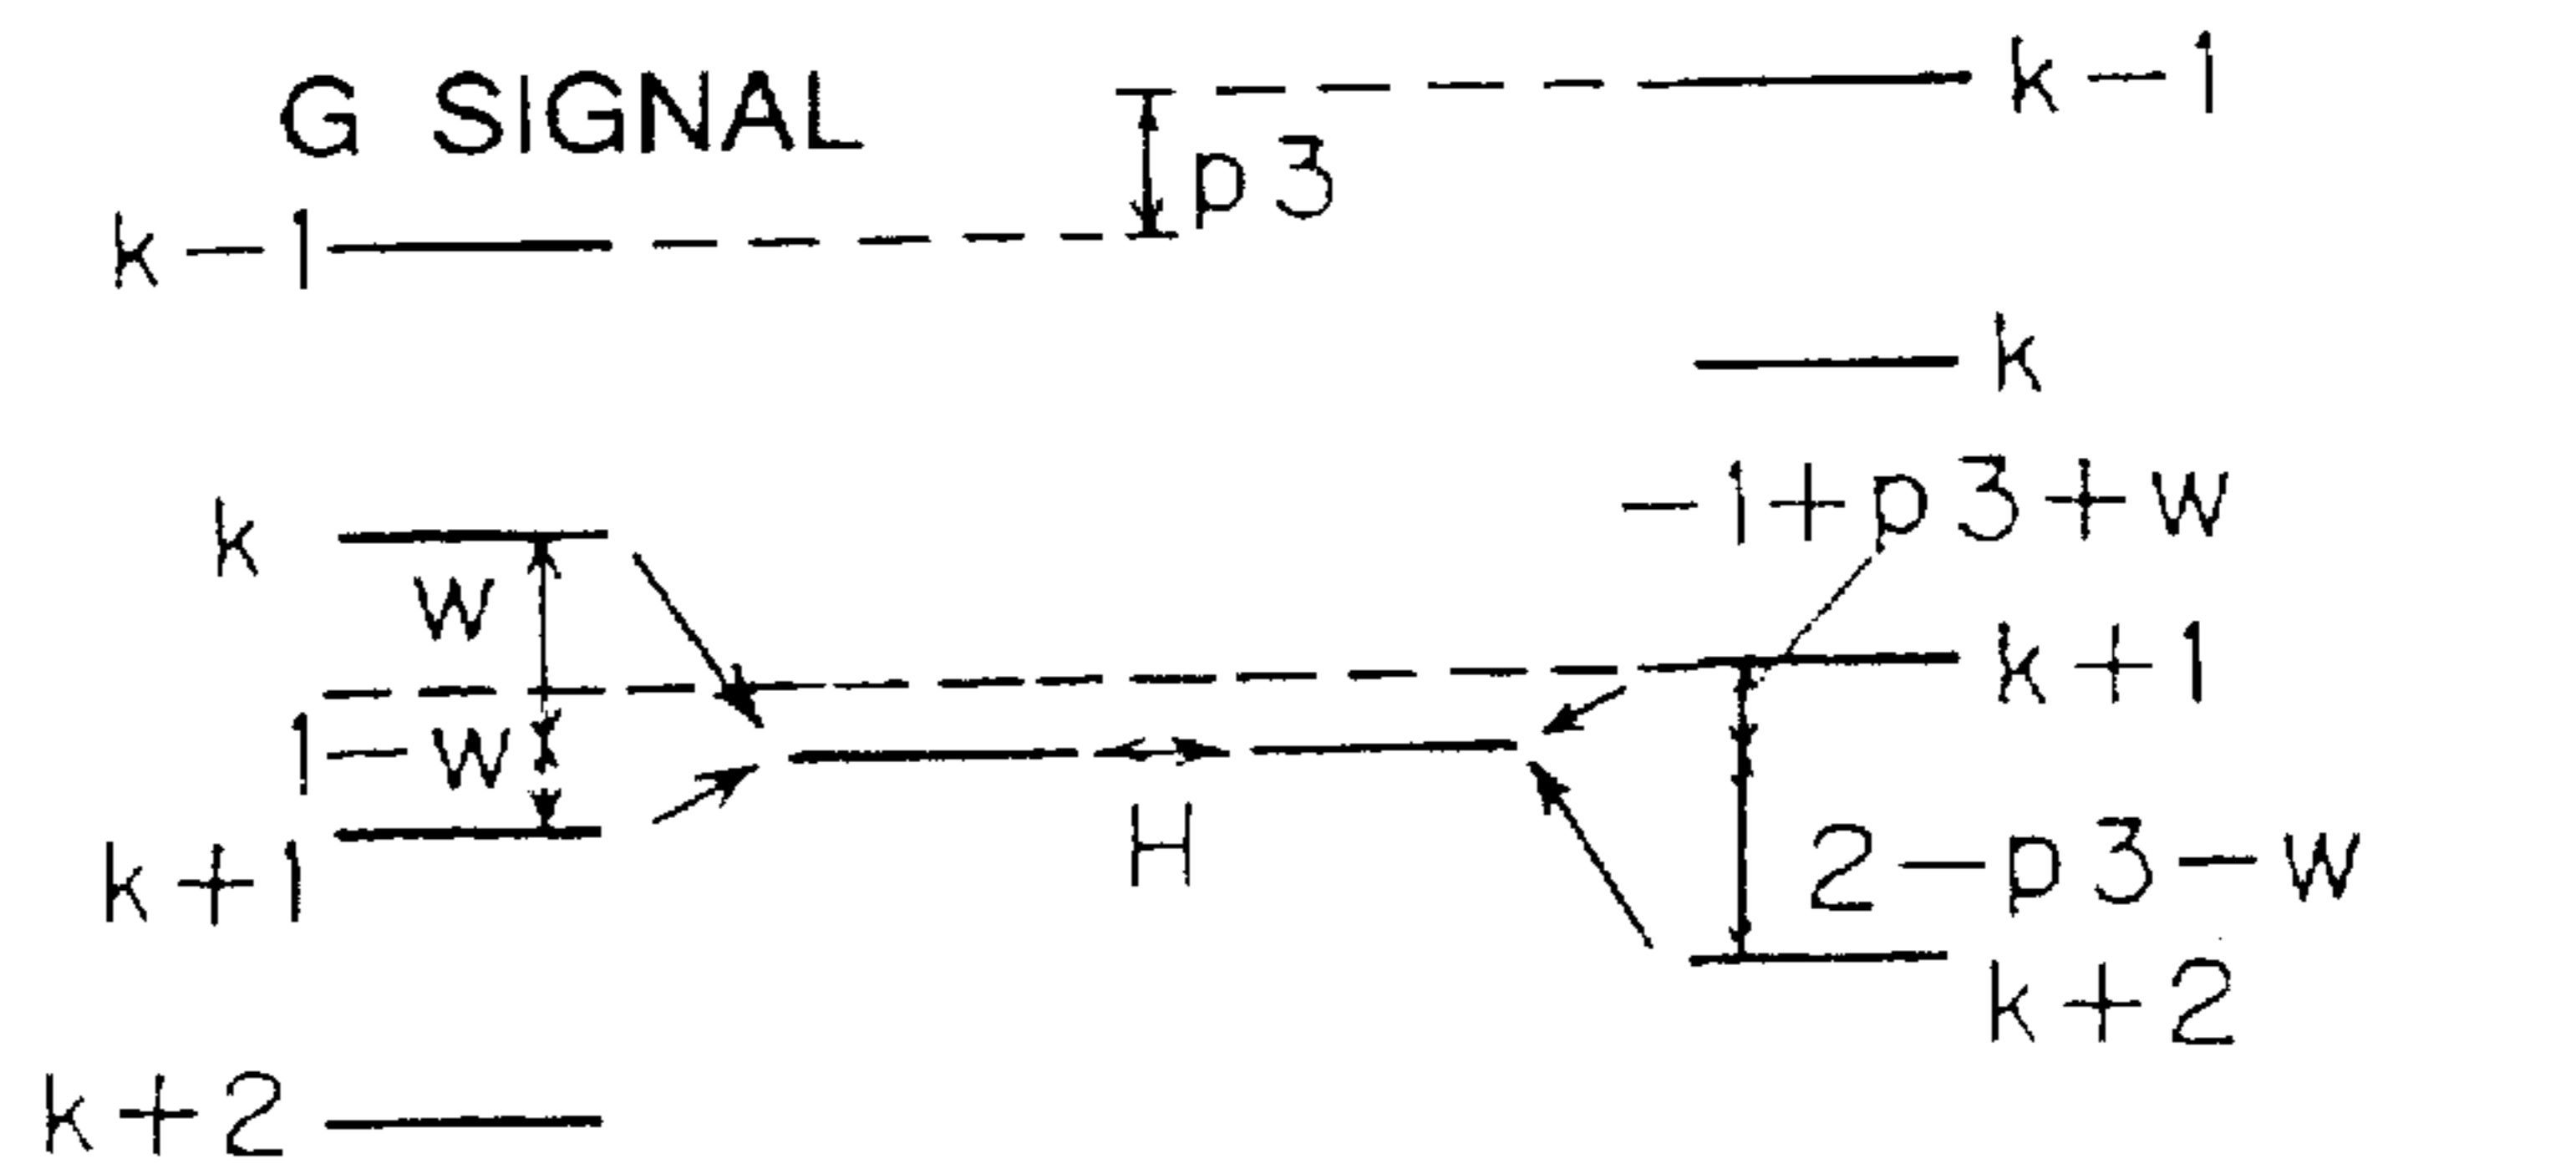 G SIGNAL
k-1
p3
k-1
k
k
-1+p3+w
w
k+1
1-w
H
2-p3-w
k+1
k+2
k+2